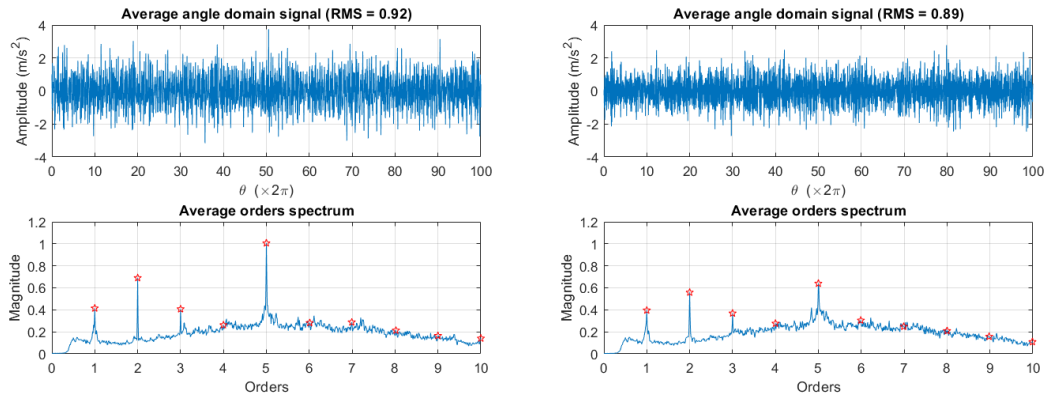 Average angle domain signal (RMS = 0.92)
Amplitude (m/s²)
4
2
0
-2
-4
0 10 20 30 40 50 60 70 80 90 100
θ (×2π)
Average orders spectrum
Magnitude
1.2
1
0.8
0.6
0.4
0.2
0
0 1 2 3 4 5 6 7 8 9 10
Orders
Average angle domain signal (RMS = 0.89)
Amplitude (m/s²)
4
2
0
-2
-4
0 10 20 30 40 50 60 70 80 90 100
θ (×2π)
Average orders spectrum
Magnitude
1.2
1
0.8
0.6
0.4
0.2
0
0 1 2 3 4 5 6 7 8 9 10
Orders